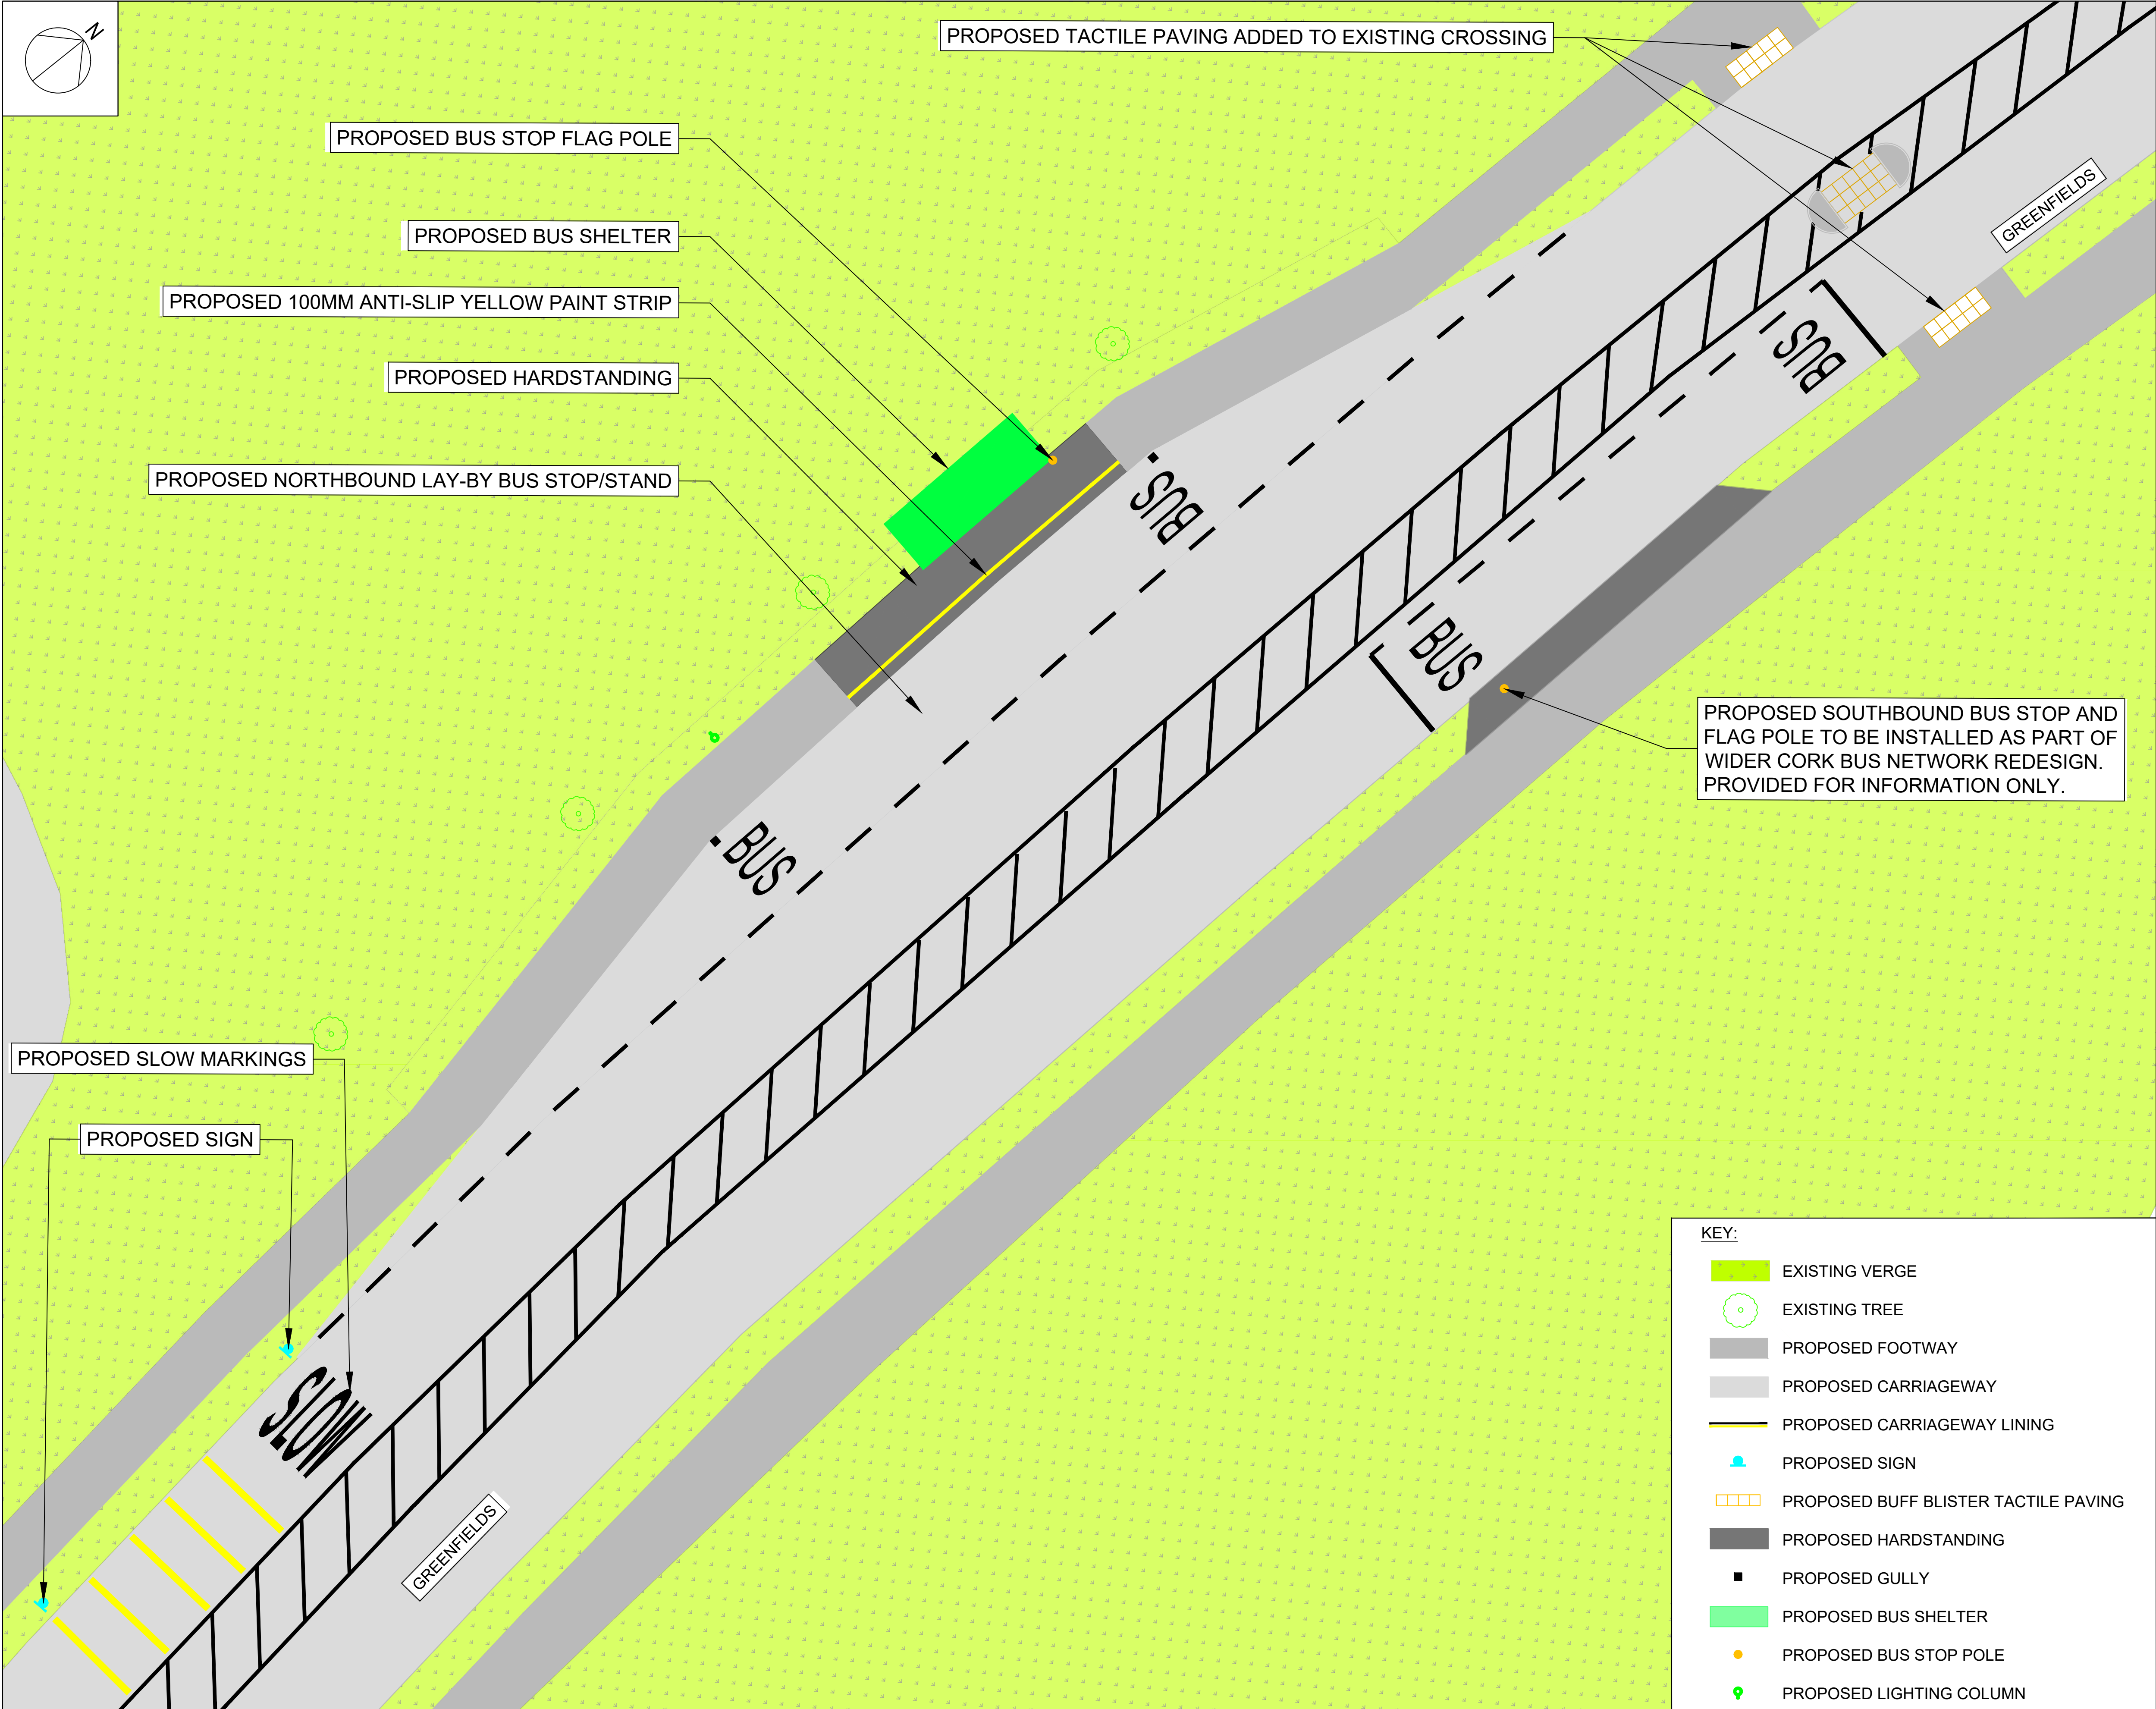 N
PROPOSED TACTILE PAVING ADDED TO EXISTING CROSSING
PROPOSED BUS STOP FLAG POLE
PROPOSED BUS SHELTER
PROPOSED 100MM ANTI-SLIP YELLOW PAINT STRIP
PROPOSED HARDSTANDING
PROPOSED NORTHBOUND LAY-BY BUS STOP/STAND
GREENFIELDS
BUS
BUS
BUS
BUS
PROPOSED SOUTHBOUND BUS STOP AND
FLAG POLE TO BE INSTALLED AS PART OF
WIDER CORK BUS NETWORK REDESIGN.
PROVIDED FOR INFORMATION ONLY.
PROPOSED SLOW MARKINGS
PROPOSED SIGN
SLOW
GREENFIELDS
KEY:
EXISTING VERGE
EXISTING TREE
PROPOSED FOOTWAY
PROPOSED CARRIAGEWAY
PROPOSED CARRIAGEWAY LINING
PROPOSED SIGN
PROPOSED BUFF BLISTER TACTILE PAVING
PROPOSED HARDSTANDING
PROPOSED GULLY
PROPOSED BUS SHELTER
PROPOSED BUS STOP POLE
PROPOSED LIGHTING COLUMN